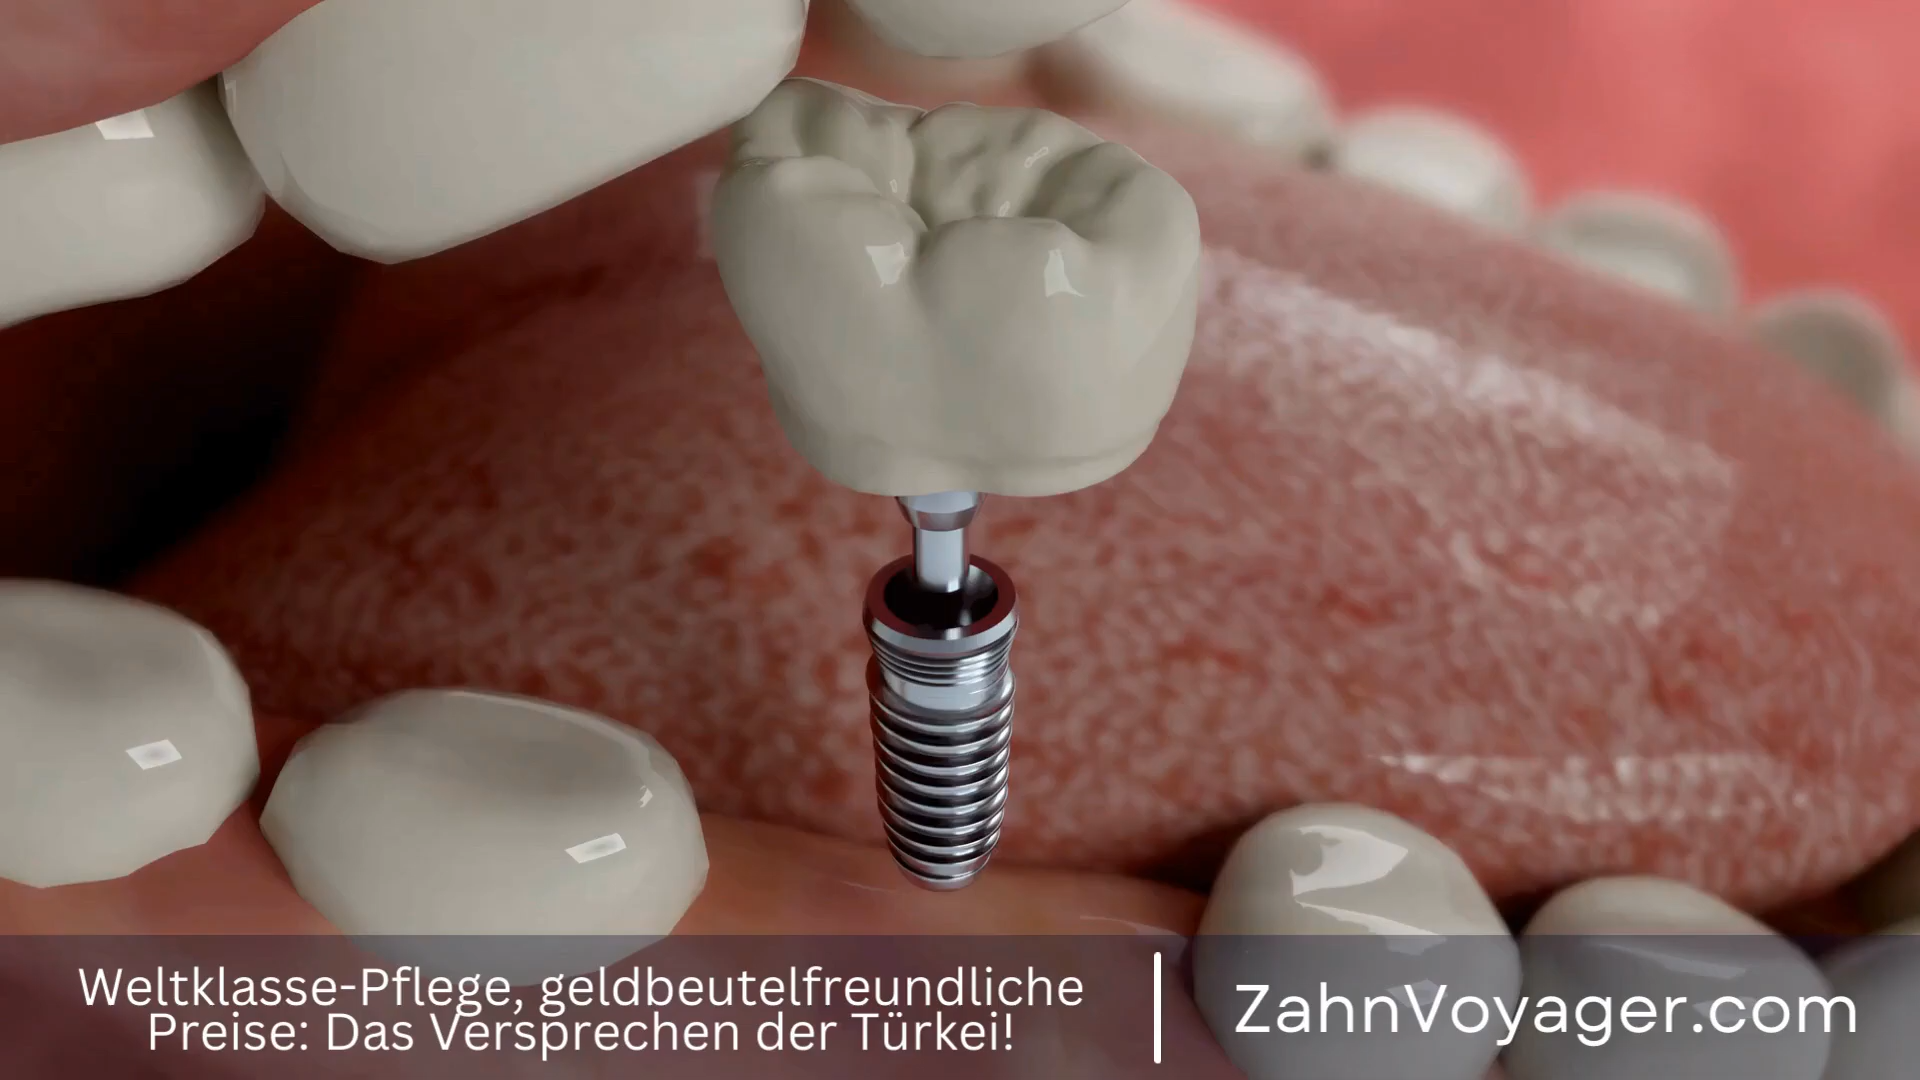 Weltklasse-Pflege, geldbeutelfreundliche
Preise: Das Versprechen der Türkei!
ZahnVoyager.com